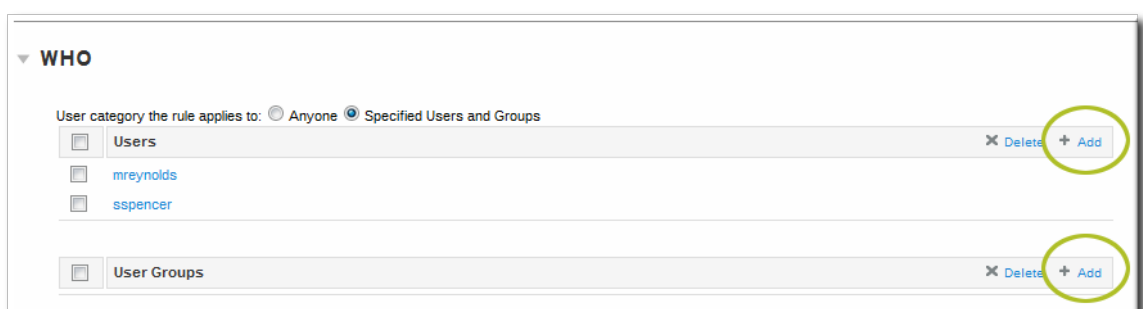 WHO
User category the rule applies to: Anyone Specified Users and Groups
Users Delete Add
mreynolds
sspencer
User Groups Delete Add